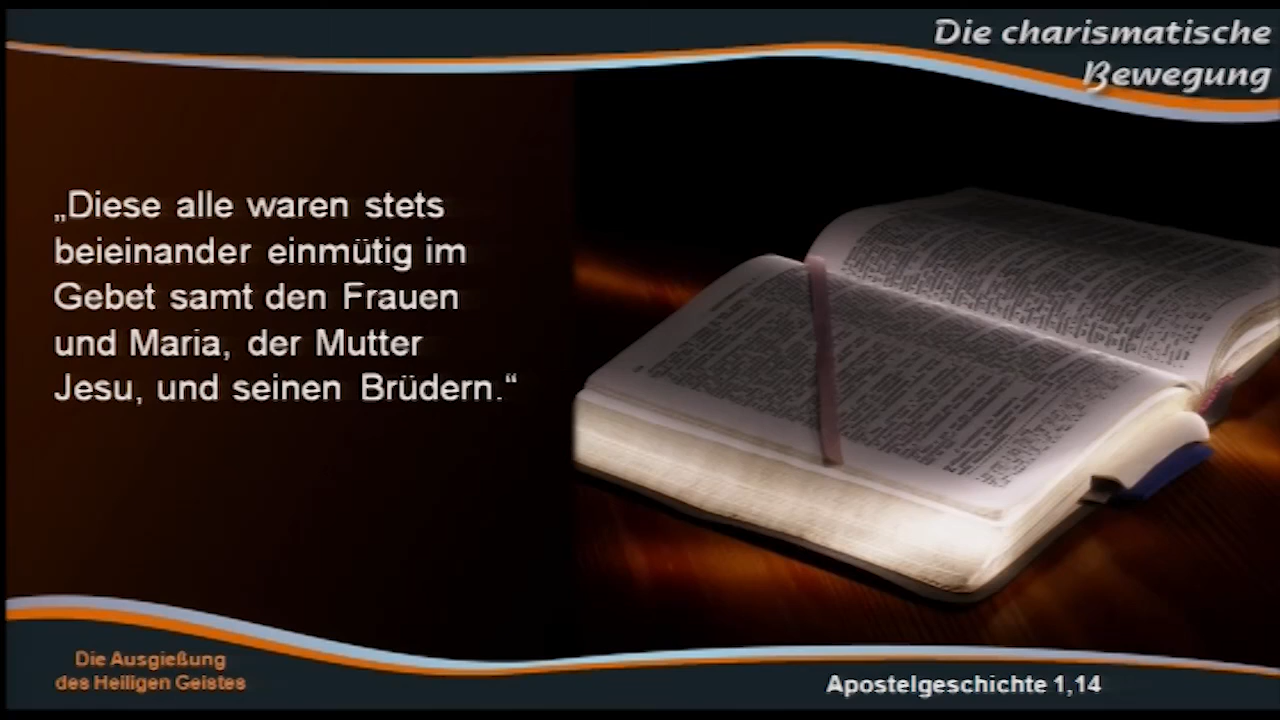 Die charismatische
Bewegung
„Diese alle waren stets
beieinander einmütig im
Gebet samt den Frauen
und Maria, der Mutter
Jesu, und seinen Brüdern.“
Die Ausgießung
des Heiligen Geistes
Apostelgeschichte 1,14